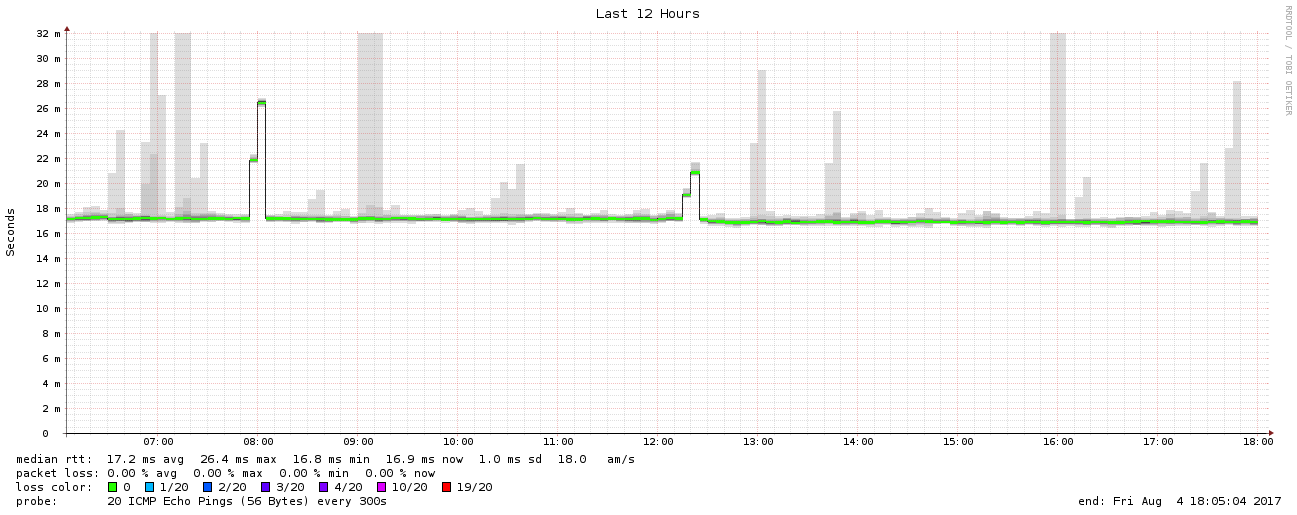 Last 12 Hours
RRDTOOL / TOBI OETIKER
Seconds
32 m
30 m
28 m
26 m
24 m
22 m
20 m
18 m
16 m
14 m
12 m
10 m
8 m
6 m
4 m
2 m
0
07:00 08:00 09:00 10:00 11:00 12:00 13:00 14:00 15:00 16:00 17:00 18:00
median rtt: 17.2 ms avg 26.4 ms max 16.8 ms min 16.9 ms now 1.0 ms sd 18.0 am/s
packet loss: 0.00 % avg 0.00 % max 0.00 % min 0.00 % now
loss color: 0 1/20 2/20 3/20 4/20 10/20 19/20
probe: 20 ICMP Echo Pings (56 Bytes) every 300s end: Fri Aug 4 18:05:04 2017